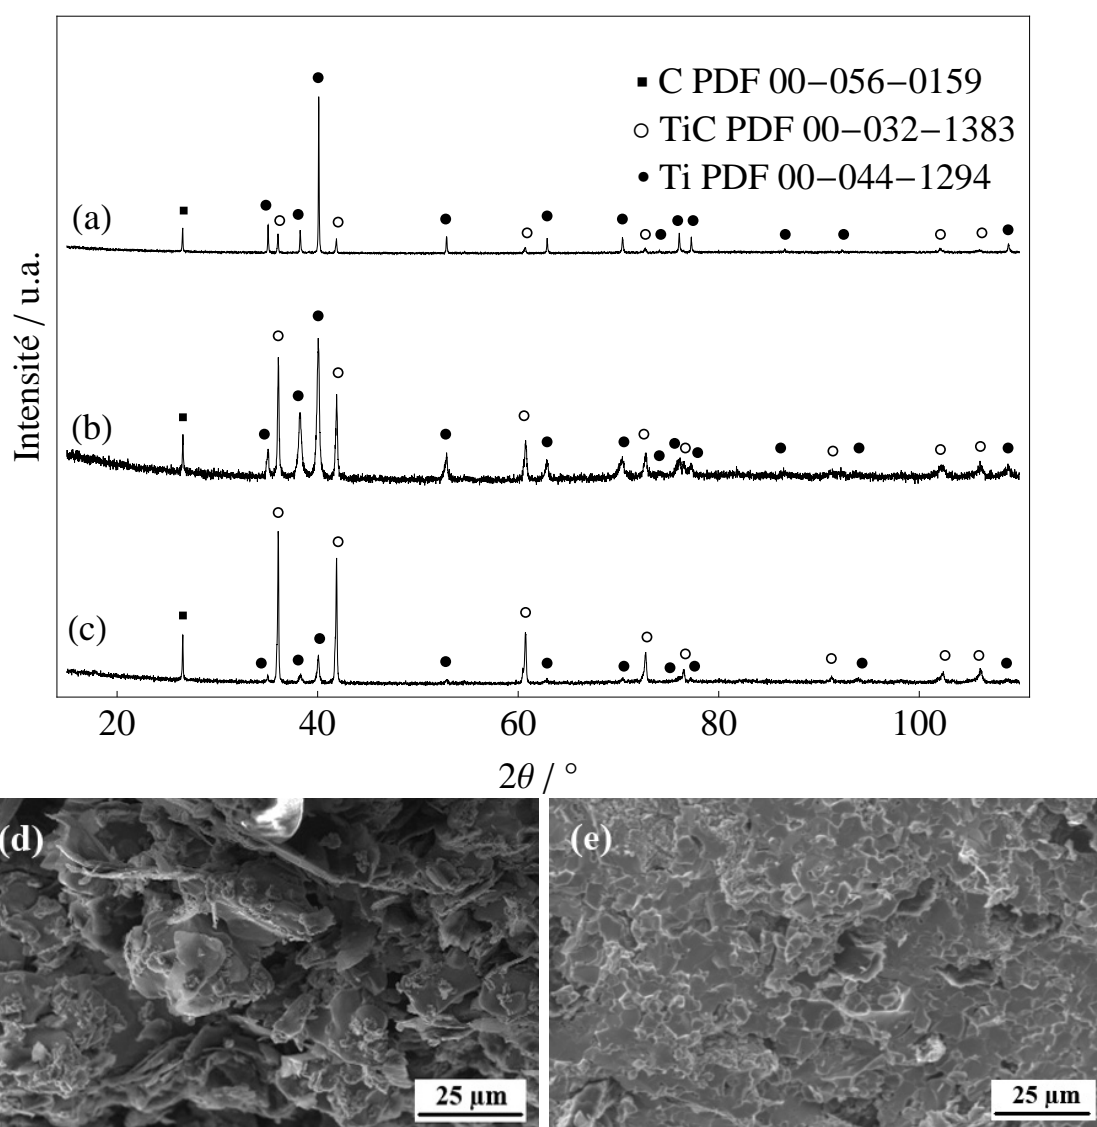 ■ C PDF 00−056−0159
○ TiC PDF 00−032−1383
● Ti PDF 00−044−1294
(a)
(b)
(c)
Intensité / u.a.
20 40 60 80 100
2θ / °
(d) (e)
25 µm 25 µm